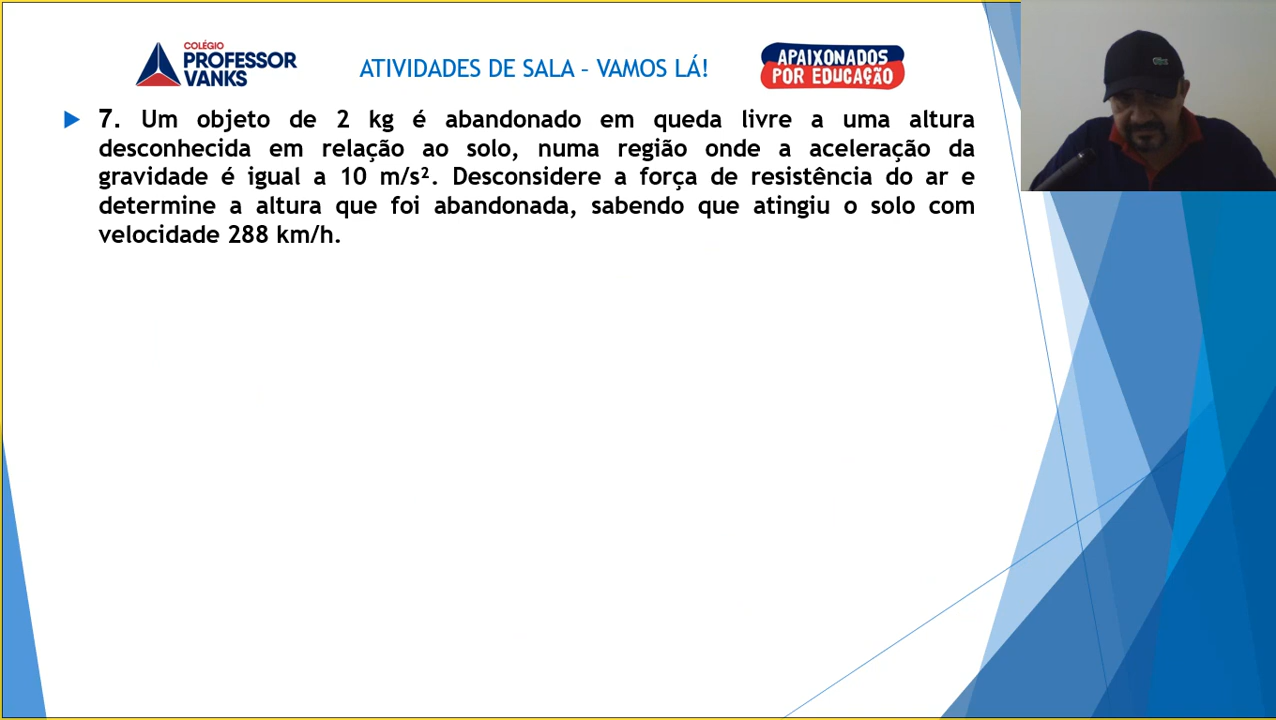 COLÉGIO
PROFESSOR
VANKS
ATIVIDADES DE SALA – VAMOS LÁ!
APAIXONADOS
POR EDUCAÇÃO
7. Um objeto de 2 kg é abandonado em queda livre a uma altura
desconhecida em relação ao solo, numa região onde a aceleração da
gravidade é igual a 10 m/s². Desconsidere a força de resistência do ar e
determine a altura que foi abandonada, sabendo que atingiu o solo com
velocidade 288 km/h.